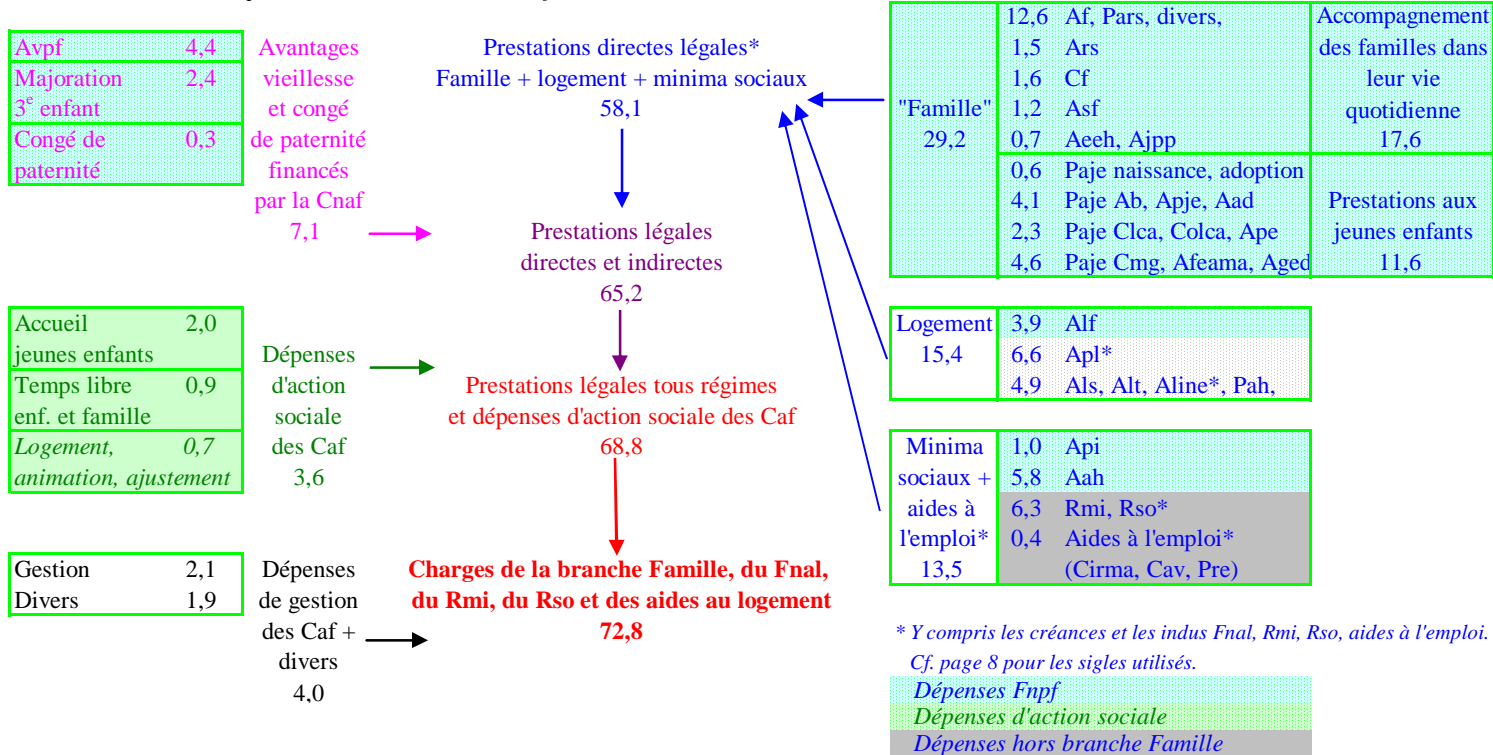 Avpf 4,4
Majoration 2,4
3e enfant
Congé de 0,3
paternité
Avantages
vieillesse
et congé
de paternité
financés
par la Cnaf
7,1
Prestations directes légales*
Famille + logement + minima sociaux
58,1
"Famille"
29,2
12,6 Af, Pars, divers,
1,5 Ars
1,6 Cf
1,2 Asf
0,7 Aeeh, Ajpp
Accompagnement
des familles dans
leur vie
quotidienne
17,6
0,6 Paje naissance, adoption
4,1 Paje Ab, Apje, Aad
2,3 Paje Clca, Colca, Ape
4,6 Paje Cmg, Afeama, Aged
Prestations aux
jeunes enfants
11,6
Prestations légales
directes et indirectes
65,2
Accueil 2,0
jeunes enfants
Temps libre 0,9
enf. et famille
Logement, 0,7
animation, ajustement
Dépenses
d'action
sociale
des Caf
3,6
Prestations légales tous régimes
et dépenses d'action sociale des Caf
68,8
Logement
15,4
3,9 Alf
6,6 Apl*
4,9 Als, Alt, Aline*, Pah,
Minima
sociaux +
aides à
l'emploi*
13,5
1,0 Api
5,8 Aah
6,3 Rmi, Rso*
0,4 Aides à l'emploi*
(Cirma, Cav, Pre)
Gestion 2,1
Divers 1,9
Dépenses
de gestion
des Caf +
divers
4,0
Charges de la branche Famille, du Fnal,
du Rmi, du Rso et des aides au logement
72,8
* Y compris les créances et les indus Fnal, Rmi, Rso, aides à l'emploi.
Cf. page 8 pour les sigles utilisés.
Dépenses Fnpf
Dépenses d'action sociale
Dépenses hors branche Famille